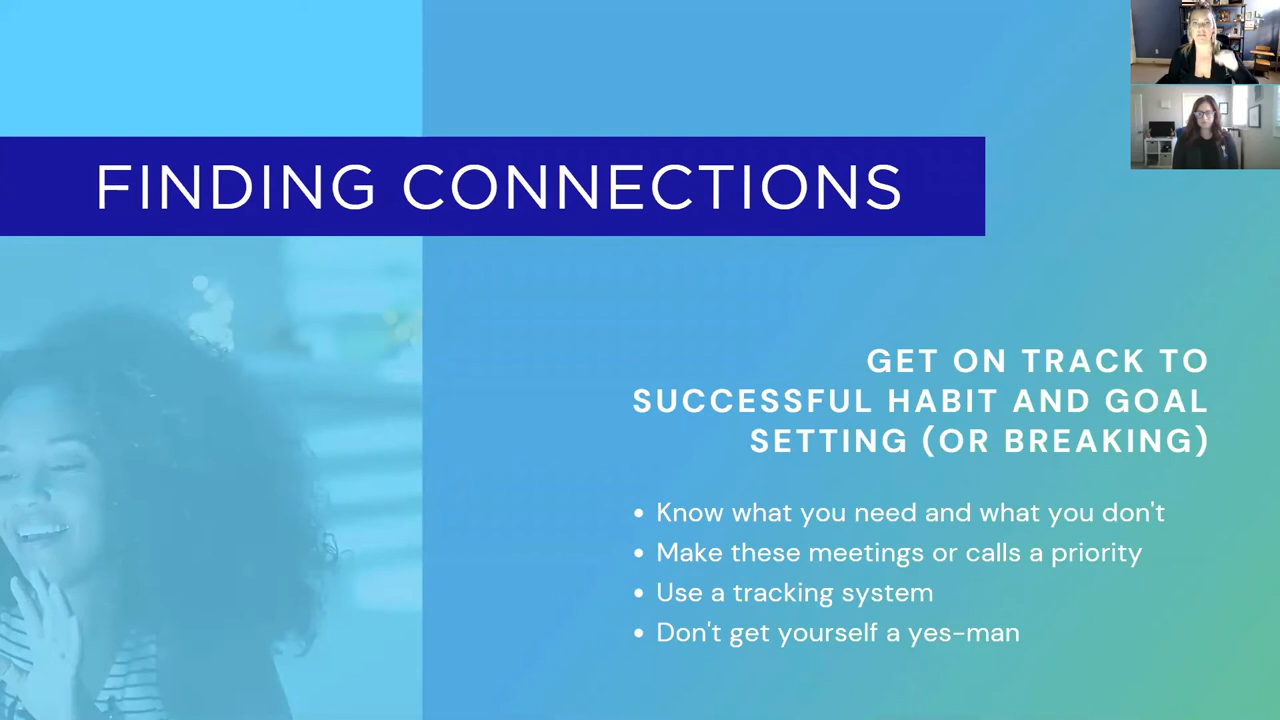 FINDING CONNECTIONS
GET ON TRACK TO
SUCCESSFUL HABIT AND GOAL
SETTING (OR BREAKING)
• Know what you need and what you don't
• Make these meetings or calls a priority
• Use a tracking system
• Don't get yourself a yes-man